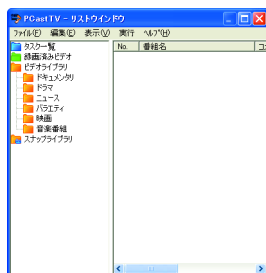 PCastTV - リストウインドウ
ファイル(F) 編集(E) 表示(V) 実行 ヘルプ(H)
タスク一覧
録画済みビデオ
ビデオライブラリ
ドキュメンタリ
ドラマ
ニュース
バラエティ
映画
音楽番組
スナップライブラリ
No. 番組名